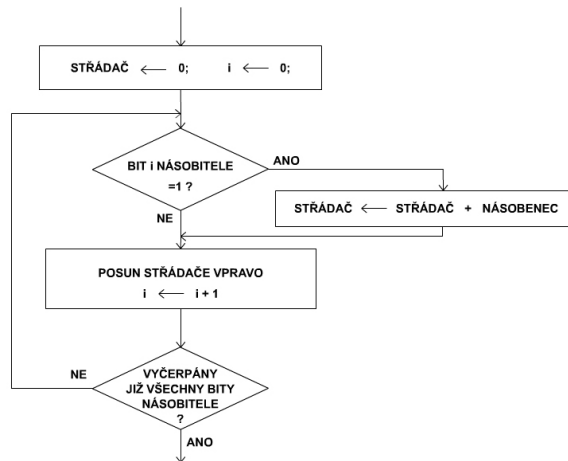 STŘÁDAČ ← 0; i ← 0;
BIT i NÁSOBITELE
=1 ?
ANO
NE
STŘÁDAČ ← STŘÁDAČ + NÁSOBENEC
POSUN STŘÁDAČE VPRAVO
i ← i + 1
NE
VYČERPÁNY
JIŽ VŠECHNY BITY
NÁSOBITELE
?
ANO